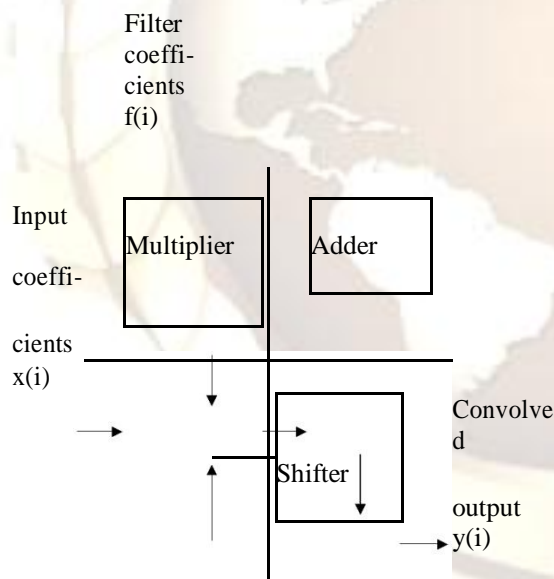 Filter
coeffi-
cients
f(i)
Input
coeffi-
cients
x(i)
Multiplier
Adder
Shifter
Convolve
d
output
y(i)